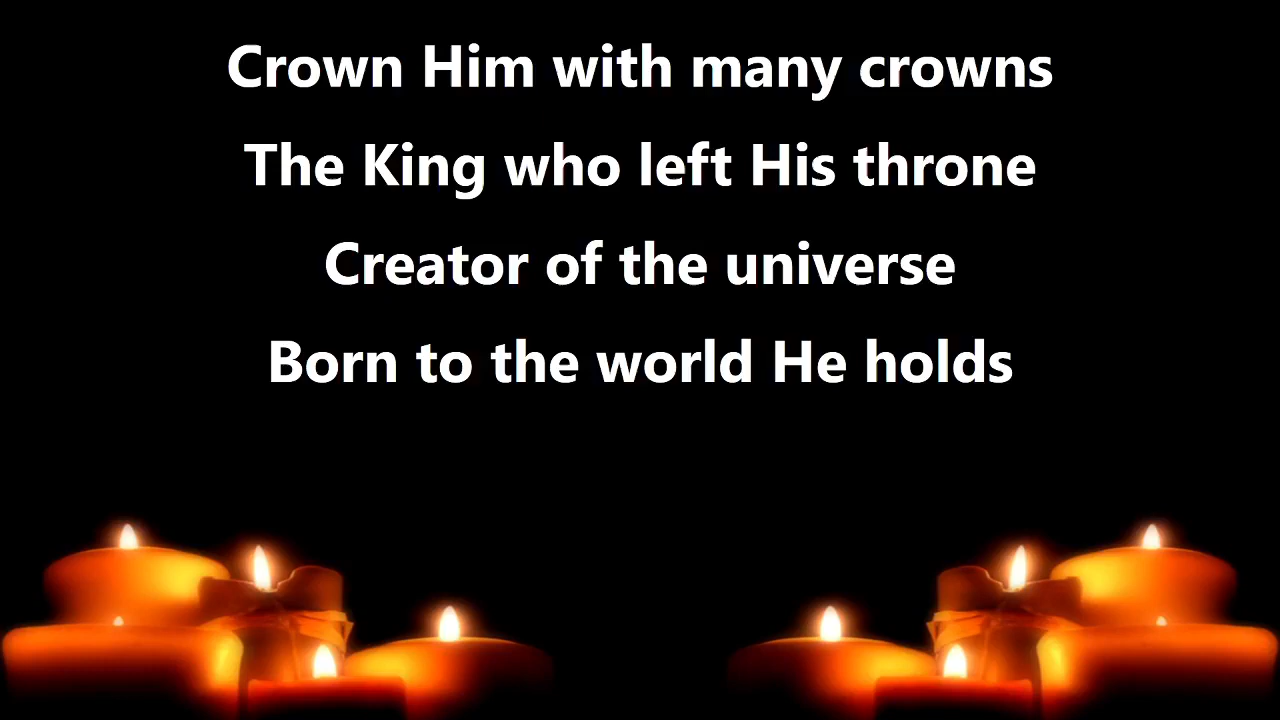 Crown Him with many crowns
The King who left His throne
Creator of the universe
Born to the world He holds